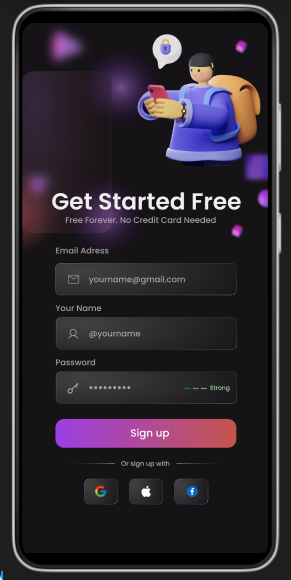 Get Started Free
Free Forever. No Credit Card Needed
Email Adress
yourname@gmail.com
Your Name
@yourname
Password
Strong
Sign up
Or sign up with